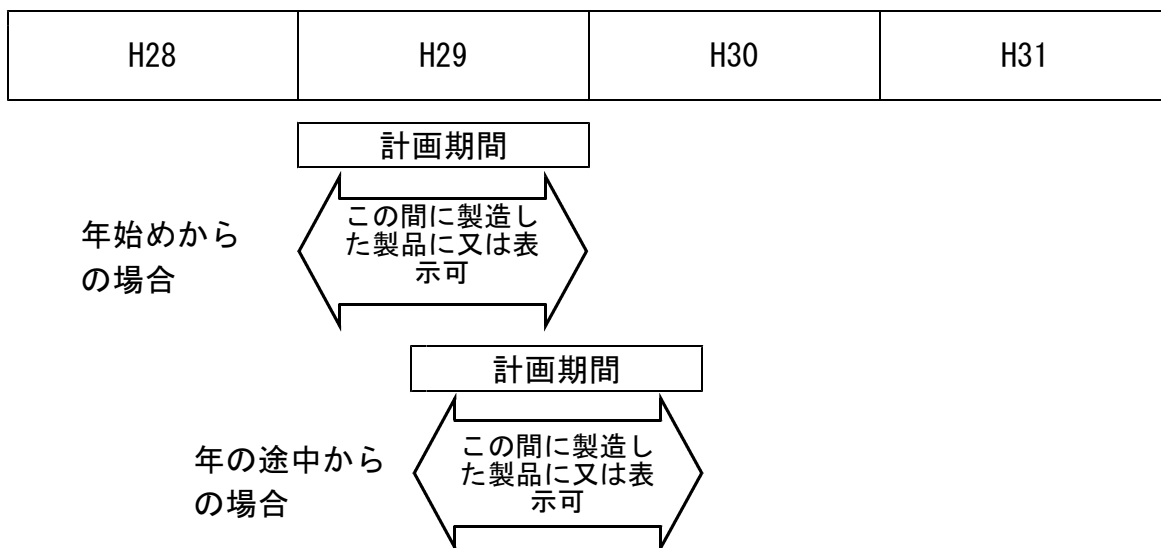 H28 H29 H30 H31
計画期間
年始めから
の場合
この間に製造し
た製品に又は表
示可
計画期間
年の途中から
の場合
この間に製造し
た製品に又は表
示可